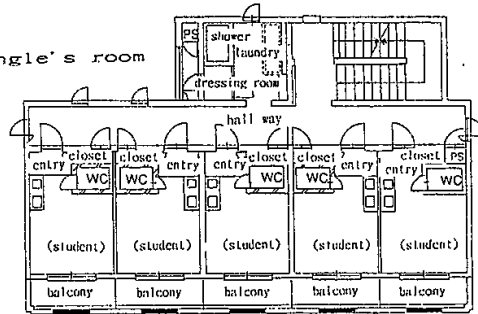 ngle's room
PS
shower
laundry
dressing room
hall way
entry closet closet entry entry closet closet entry closet PS
WC WC WC WC WC
(student) (student) (student) (student) (student)
balcony balcony balcony balcony balcony